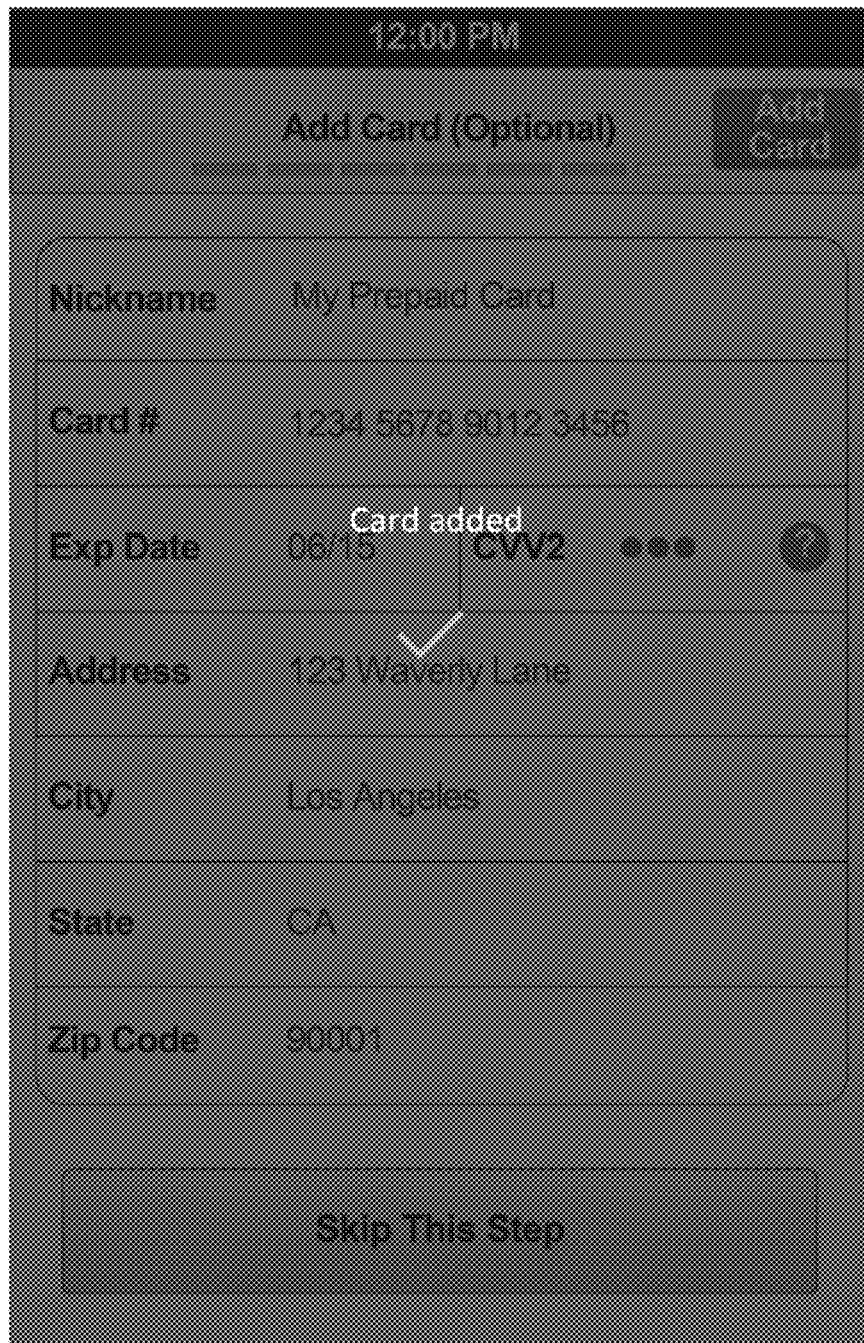 12:00 PM
Add Card (Optional)
Add
Card
Nickname My Prepaid Card
Card # 1234 5678 9012 3456
Card added
Exp Date 06/15 CVV2 ●●● ?
Address 123 Waverly Lane
City Los Angeles
State CA
Zip Code 90001
Skip This Step